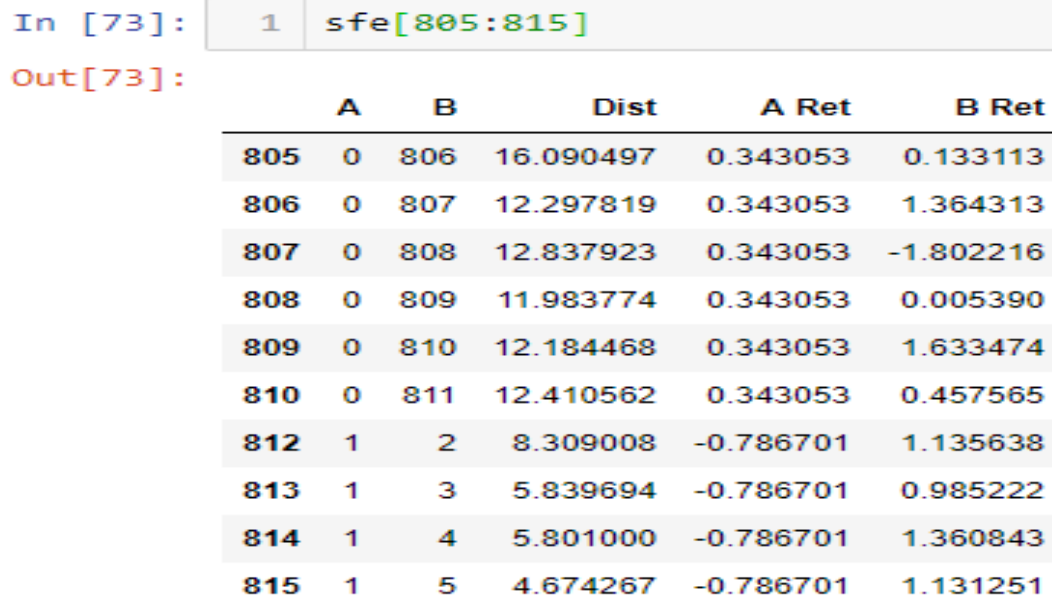 In [73]: 1 sfe[805:815]
Out[73]:
A B Dist A Ret B Ret
805 0 806 16.090497 0.343053 0.133113
806 0 807 12.297819 0.343053 1.364313
807 0 808 12.837923 0.343053 -1.802216
808 0 809 11.983774 0.343053 0.005390
809 0 810 12.184468 0.343053 1.633474
810 0 811 12.410562 0.343053 0.457565
812 1 2 8.309008 -0.786701 1.135638
813 1 3 5.839694 -0.786701 0.985222
814 1 4 5.801000 -0.786701 1.360843
815 1 5 4.674267 -0.786701 1.131251